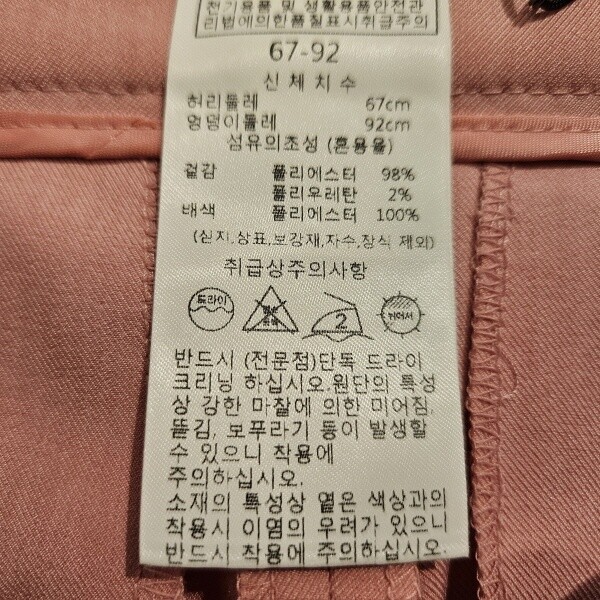 전기용품 및 생활용품안전관
리법에의한품질표시취급주의
67-92
신체치수
허리둘레 67cm
엉덩이둘레 92cm
섬유의조성 (혼용율)
겉감 폴리에스터 98%
폴리우레탄 2%
배색 폴리에스터 100%
(심지,상표,보강재,자수,장식 제외)
취급상주의사항
드라이 2 뉘어서
반드시 (전문점)단독 드라이
크리닝 하십시오.원단의 특성
상 강한 마찰에 의한 미어짐,
뜯김, 보푸라기 등이 발생할
수 있으니 착용에
주의하십시오.
소재의 특성상 옅은 색상과의
착용시 이염의 우려가 있으니
반드시 착용에 주의하십시오.